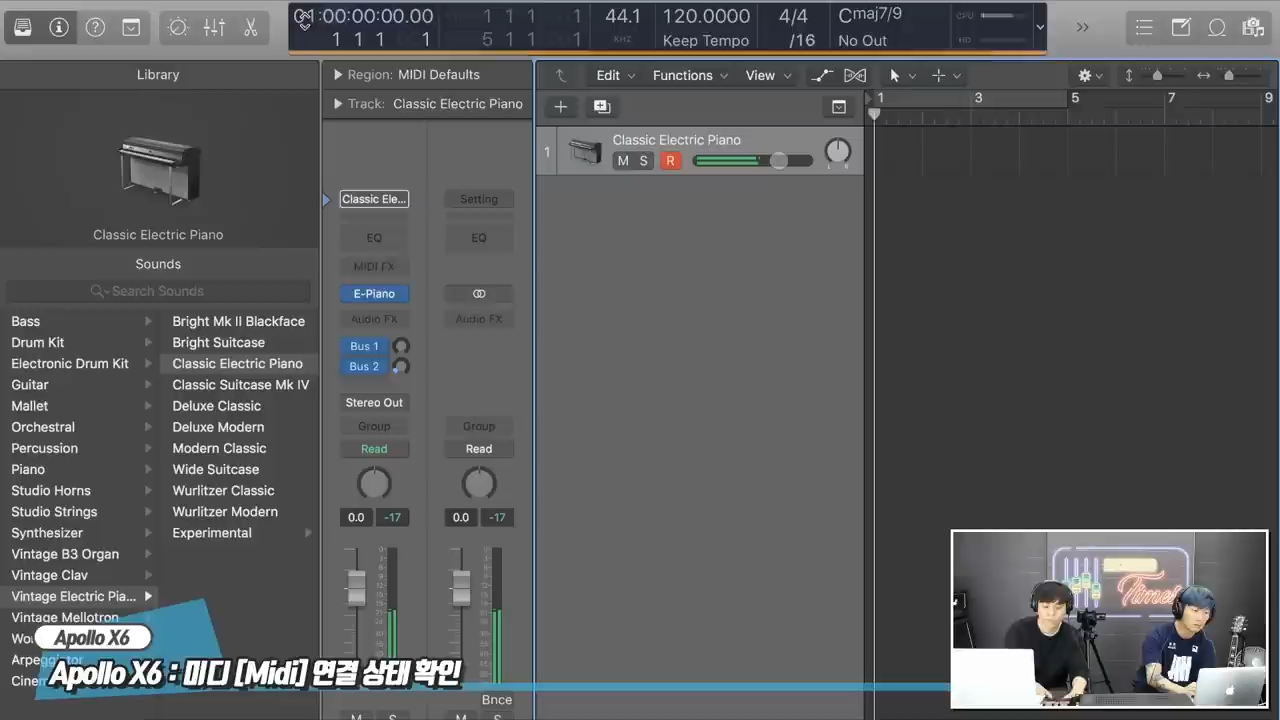 01:00:00:00.00
1 1 1 1
1 1 1
5 1 1 1
44.1
KHZ
120.0000
Keep Tempo
4/4
/16
Cmaj7/9
No Out
CPU
HD
Library
Classic Electric Piano
Sounds
Search Sounds
Bass
Drum Kit
Electronic Drum Kit
Guitar
Mallet
Orchestral
Percussion
Piano
Studio Horns
Studio Strings
Synthesizer
Vintage B3 Organ
Vintage Clav
Vintage Electric Pia...
Vintage Mellotron
Arpeggiator
Bright Mk II Blackface
Bright Suitcase
Classic Electric Piano
Classic Suitcase Mk IV
Deluxe Classic
Deluxe Modern
Modern Classic
Wide Suitcase
Wurlitzer Classic
Wurlitzer Modern
Experimental
Region: MIDI Defaults
Track: Classic Electric Piano
Classic Ele...
EQ
MIDI FX
E-Piano
Audio FX
Bus 1
Bus 2
Stereo Out
Group
Read
0.0 -17
M S
Setting
EQ
Audio FX
Group
Read
0.0 -17
Bnce
M S
Edit
Functions
View
1 3 5 7 9
1
Classic Electric Piano
M S R
L R
Times
Apollo X6
Apollo X6 : 미디 [Midi] 연결 상태 확인